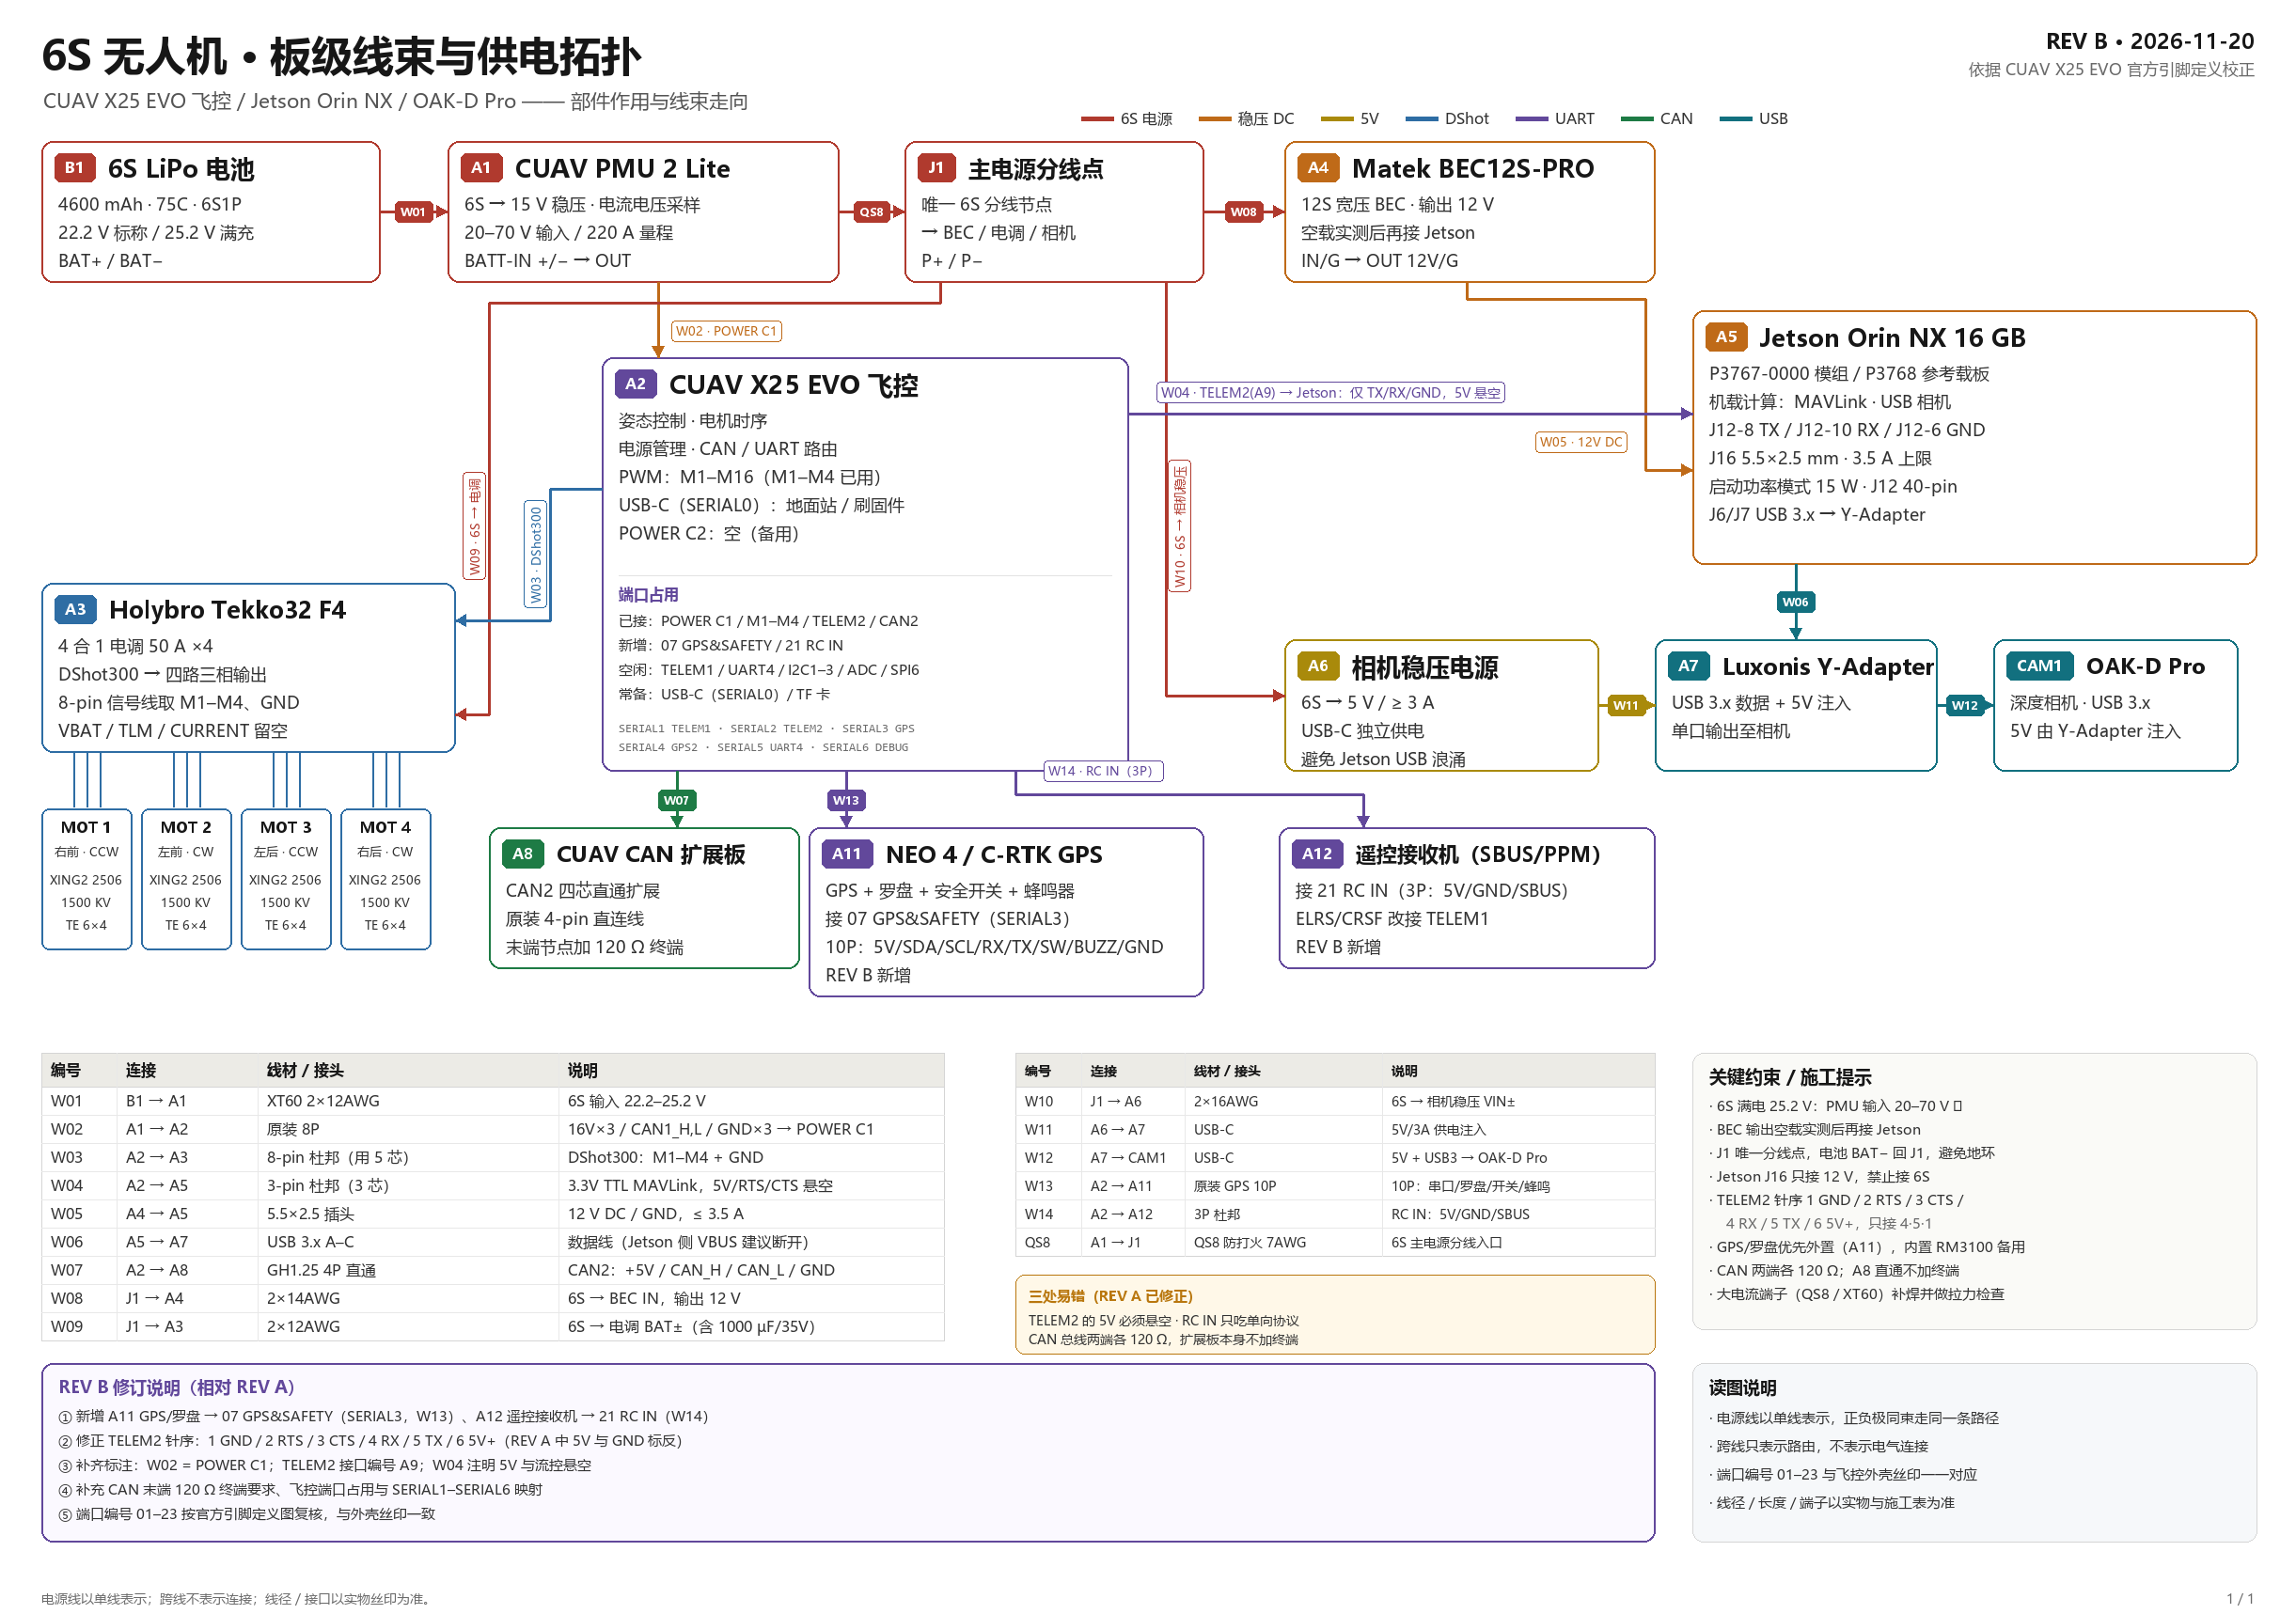 6S 无人机 • 板级线束与供电拓扑
CUAV X25 EVO 飞控 / Jetson Orin NX / OAK-D Pro —— 部件作用与线束走向
REV B • 2026-11-20
依据 CUAV X25 EVO 官方引脚定义校正
6S 电源
稳压 DC
5V
DShot
UART
CAN
USB
B1 6S LiPo 电池
4600 mAh · 75C · 6S1P
22.2 V 标称 / 25.2 V 满充
BAT+ / BAT−
W01
A1 CUAV PMU 2 Lite
6S → 15 V 稳压 · 电流电压采样
20–70 V 输入 / 220 A 量程
BATT-IN +/− → OUT
QS8
J1 主电源分线点
唯一 6S 分线节点
→ BEC / 电调 / 相机
P+ / P−
W08
A4 Matek BEC12S-PRO
12S 宽压 BEC · 输出 12 V
空载实测后再接 Jetson
IN/G → OUT 12V/G
W02 · POWER C1
W09 · 6S → 电调
W03 · DShot300
A2 CUAV X25 EVO 飞控
姿态控制 · 电机时序
电源管理 · CAN / UART 路由
PWM：M1–M16（M1–M4 已用）
USB-C（SERIAL0）：地面站 / 刷固件
POWER C2：空（备用）
端口占用
已接：POWER C1 / M1–M4 / TELEM2 / CAN2
新增：07 GPS&SAFETY / 21 RC IN
空闲：TELEM1 / UART4 / I2C1–3 / ADC / SPI6
常备：USB-C（SERIAL0）/ TF 卡
SERIAL1 TELEM1 · SERIAL2 TELEM2 · SERIAL3 GPS
SERIAL4 GPS2 · SERIAL5 UART4 · SERIAL6 DEBUG
W04 · TELEM2(A9) → Jetson：仅 TX/RX/GND，5V 悬空
W10 · 6S → 相机稳压
W05 · 12V DC
A5 Jetson Orin NX 16 GB
P3767-0000 模组 / P3768 参考载板
机载计算：MAVLink · USB 相机
J12-8 TX / J12-10 RX / J12-6 GND
J16 5.5×2.5 mm · 3.5 A 上限
启动功率模式 15 W · J12 40-pin
J6/J7 USB 3.x → Y-Adapter
W06
A3 Holybro Tekko32 F4
4 合 1 电调 50 A ×4
DShot300 → 四路三相输出
8-pin 信号线取 M1–M4、GND
VBAT / TLM / CURRENT 留空
A6 相机稳压电源
6S → 5 V / ≥ 3 A
USB-C 独立供电
避免 Jetson USB 浪涌
W11
A7 Luxonis Y-Adapter
USB 3.x 数据 + 5V 注入
单口输出至相机
W12
CAM1 OAK-D Pro
深度相机 · USB 3.x
5V 由 Y-Adapter 注入
MOT 1
右前 · CCW
XING2 2506
1500 KV
TE 6×4
MOT 2
左前 · CW
XING2 2506
1500 KV
TE 6×4
MOT 3
左后 · CCW
XING2 2506
1500 KV
TE 6×4
MOT 4
右后 · CW
XING2 2506
1500 KV
TE 6×4
W07
W13
W14 · RC IN（3P）
A8 CUAV CAN 扩展板
CAN2 四芯直通扩展
原装 4-pin 直连线
末端节点加 120 Ω 终端
A11 NEO 4 / C-RTK GPS
GPS + 罗盘 + 安全开关 + 蜂鸣器
接 07 GPS&SAFETY（SERIAL3）
10P：5V/SDA/SCL/RX/TX/SW/BUZZ/GND
REV B 新增
A12 遥控接收机（SBUS/PPM）
接 21 RC IN（3P：5V/GND/SBUS）
ELRS/CRSF 改接 TELEM1
REV B 新增
编号 连接 线材 / 接头 说明
W01 B1 → A1 XT60 2×12AWG 6S 输入 22.2–25.2 V
W02 A1 → A2 原装 8P 16V×3 / CAN1_H,L / GND×3 → POWER C1
W03 A2 → A3 8-pin 杜邦（用 5 芯） DShot300：M1–M4 + GND
W04 A2 → A5 3-pin 杜邦（3 芯） 3.3V TTL MAVLink，5V/RTS/CTS 悬空
W05 A4 → A5 5.5×2.5 插头 12 V DC / GND，≤ 3.5 A
W06 A5 → A7 USB 3.x A–C 数据线（Jetson 侧 VBUS 建议断开）
W07 A2 → A8 GH1.25 4P 直通 CAN2：+5V / CAN_H / CAN_L / GND
W08 J1 → A4 2×14AWG 6S → BEC IN，输出 12 V
W09 J1 → A3 2×12AWG 6S → 电调 BAT±（含 1000 μF/35V）
编号 连接 线材 / 接头 说明
W10 J1 → A6 2×16AWG 6S → 相机稳压 VIN±
W11 A6 → A7 USB-C 5V/3A 供电注入
W12 A7 → CAM1 USB-C 5V + USB3 → OAK-D Pro
W13 A2 → A11 原装 GPS 10P 10P：串口/罗盘/开关/蜂鸣
W14 A2 → A12 3P 杜邦 RC IN：5V/GND/SBUS
QS8 A1 → J1 QS8 防打火 7AWG 6S 主电源分线入口
三处易错（REV A 已修正）
TELEM2 的 5V 必须悬空 · RC IN 只吃单向协议
CAN 总线两端各 120 Ω，扩展板本身不加终端
关键约束 / 施工提示
· 6S 满电 25.2 V：PMU 输入 20–70 V
· BEC 输出空载实测后再接 Jetson
· J1 唯一分线点，电池 BAT− 回 J1，避免地环
· Jetson J16 只接 12 V，禁止接 6S
· TELEM2 针序 1 GND / 2 RTS / 3 CTS /
4 RX / 5 TX / 6 5V+，只接 4·5·1
· GPS/罗盘优先外置（A11），内置 RM3100 备用
· CAN 两端各 120 Ω；A8 直通不加终端
· 大电流端子（QS8 / XT60）补焊并做拉力检查
REV B 修订说明（相对 REV A）
① 新增 A11 GPS/罗盘 → 07 GPS&SAFETY（SERIAL3，W13）、A12 遥控接收机 → 21 RC IN（W14）
② 修正 TELEM2 针序：1 GND / 2 RTS / 3 CTS / 4 RX / 5 TX / 6 5V+（REV A 中 5V 与 GND 标反）
③ 补齐标注：W02 = POWER C1；TELEM2 接口编号 A9；W04 注明 5V 与流控悬空
④ 补充 CAN 末端 120 Ω 终端要求、飞控端口占用与 SERIAL1–SERIAL6 映射
⑤ 端口编号 01–23 按官方引脚定义图复核，与外壳丝印一致
读图说明
· 电源线以单线表示，正负极同束走同一条路径
· 跨线只表示路由，不表示电气连接
· 端口编号 01–23 与飞控外壳丝印一一对应
· 线径 / 长度 / 端子以实物与施工表为准
电源线以单线表示；跨线不表示连接；线径 / 接口以实物丝印为准。
1 / 1